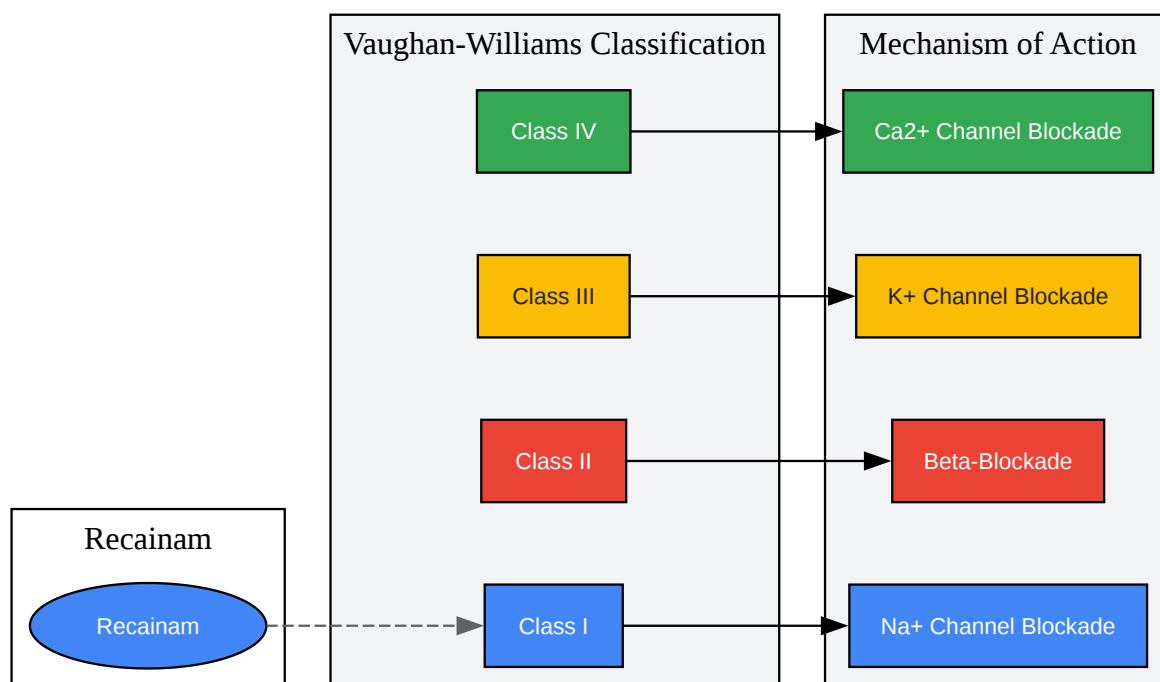 Vaughan-Williams Classification
Mechanism of Action
Class IV
Ca2+ Channel Blockade
Class III
K+ Channel Blockade
Class II
Beta-Blockade
Recainam
Recainam
Class I
Na+ Channel Blockade